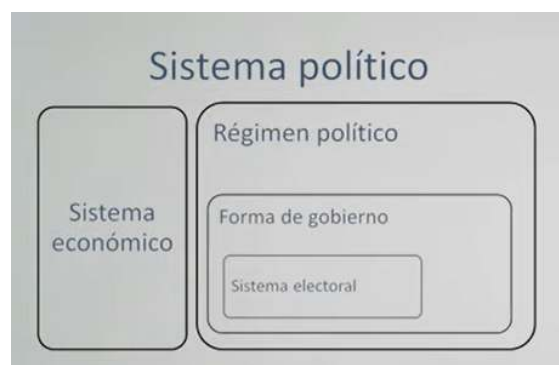 Sistema político
Régimen político
Sistema
económico
Forma de gobierno
Sistema electoral